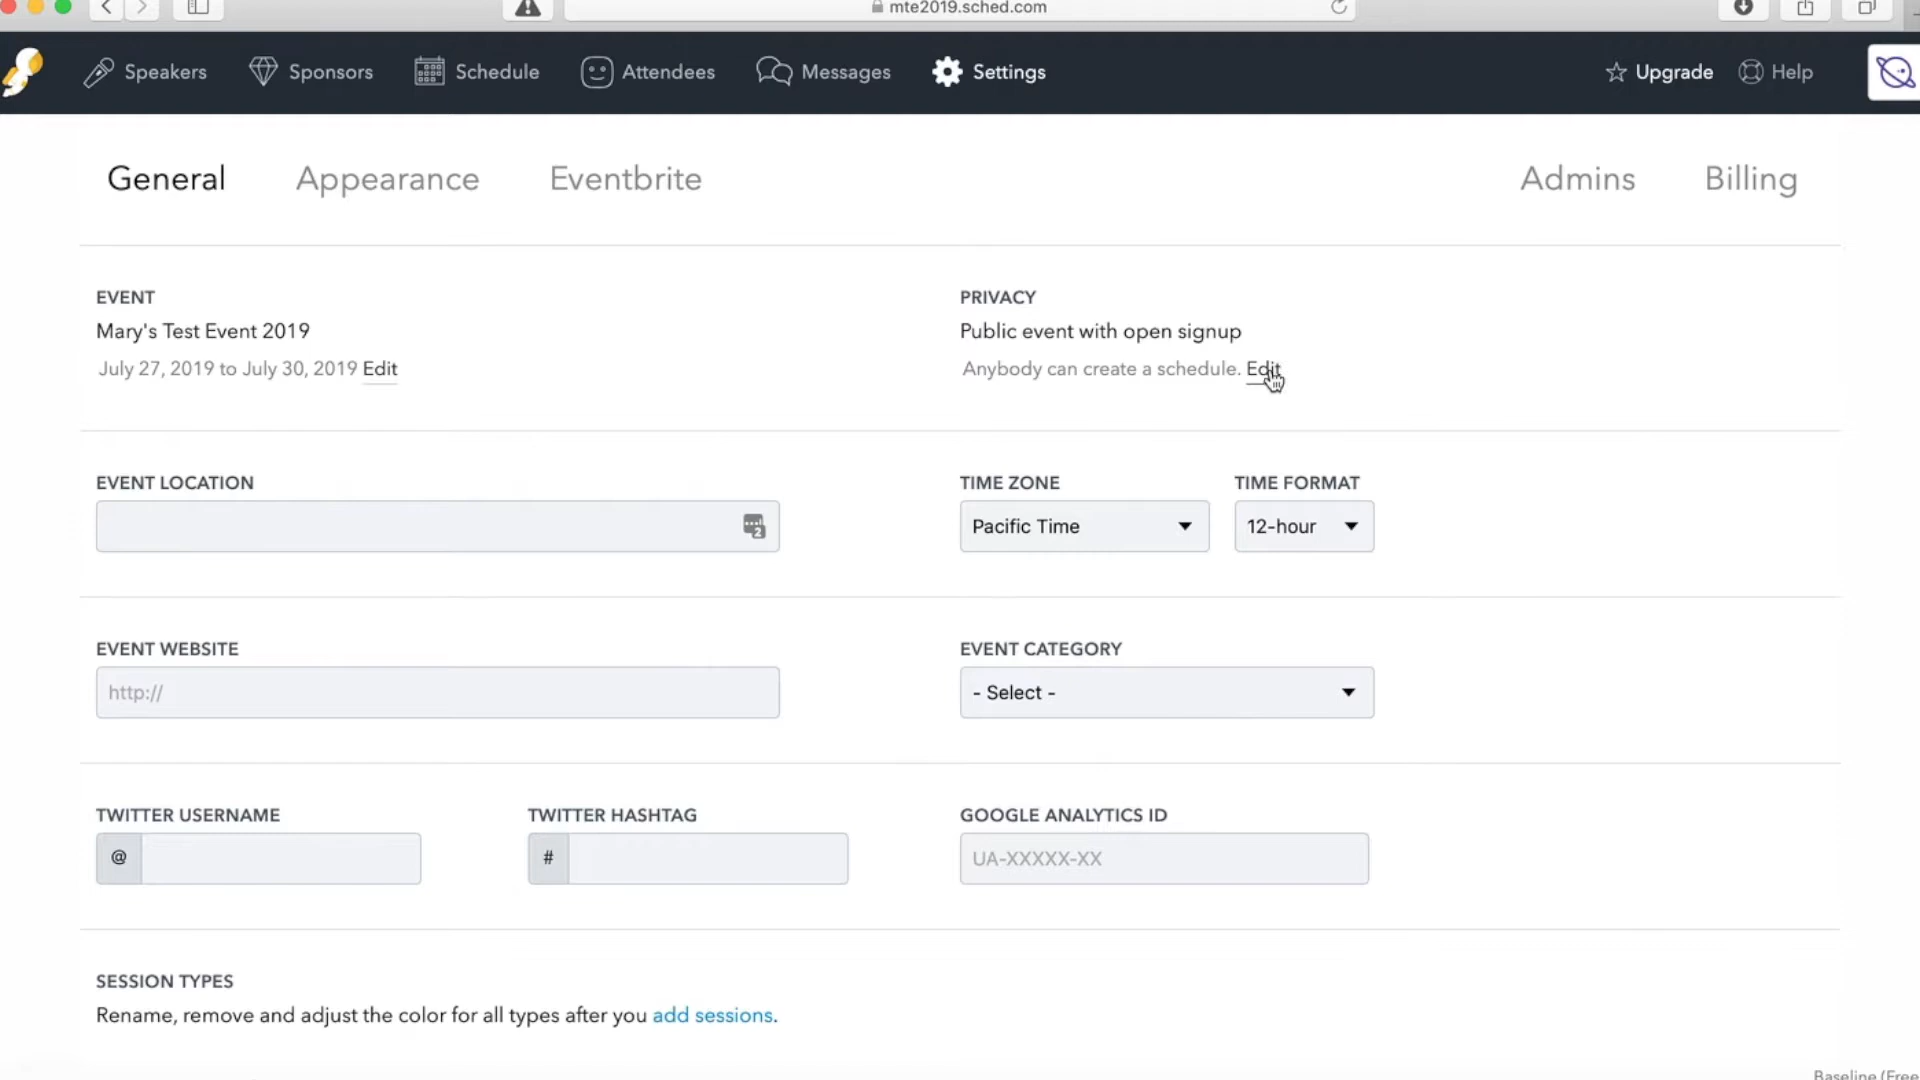 mte2019.sched.com
Speakers Sponsors Schedule Attendees Messages Settings Upgrade Help
General Appearance Eventbrite Admins Billing
EVENT
Mary's Test Event 2019
July 27, 2019 to July 30, 2019 Edit
PRIVACY
Public event with open signup
Anybody can create a schedule. Edit
EVENT LOCATION
2
TIME ZONE
Pacific Time
TIME FORMAT
12-hour
EVENT WEBSITE
http://
EVENT CATEGORY
- Select -
TWITTER USERNAME
@
TWITTER HASHTAG
#
GOOGLE ANALYTICS ID
UA-XXXXX-XX
SESSION TYPES
Rename, remove and adjust the color for all types after you add sessions.
Baseline (Free